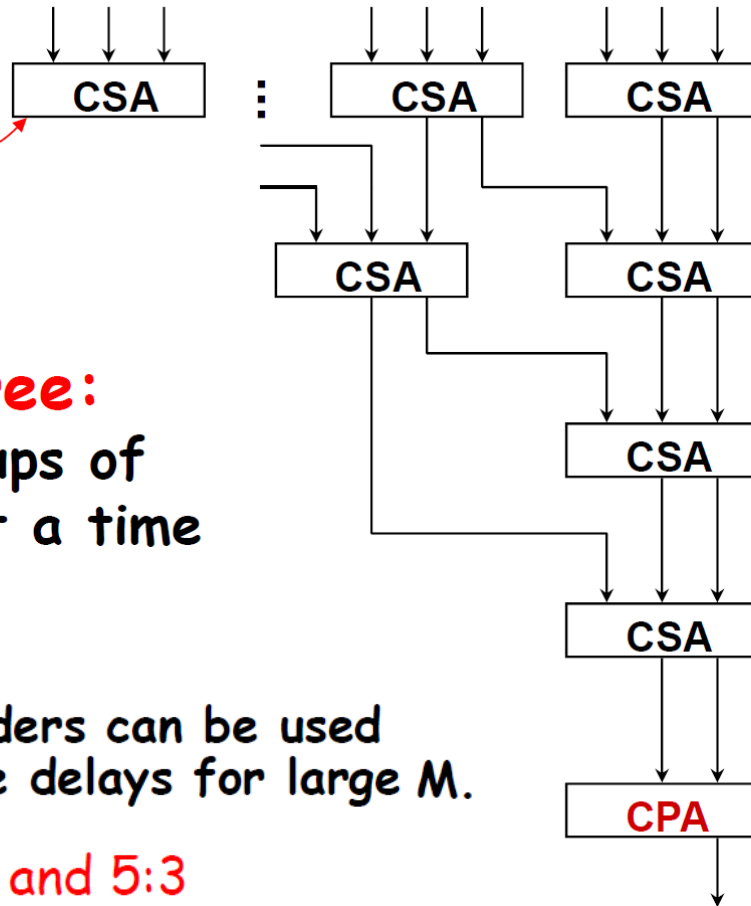 CSA ⋮ CSA CSA
CSA CSA
ree:
ups of
CSA
t a time
CSA
ders can be used
e delays for large M.
CPA
and 5:3